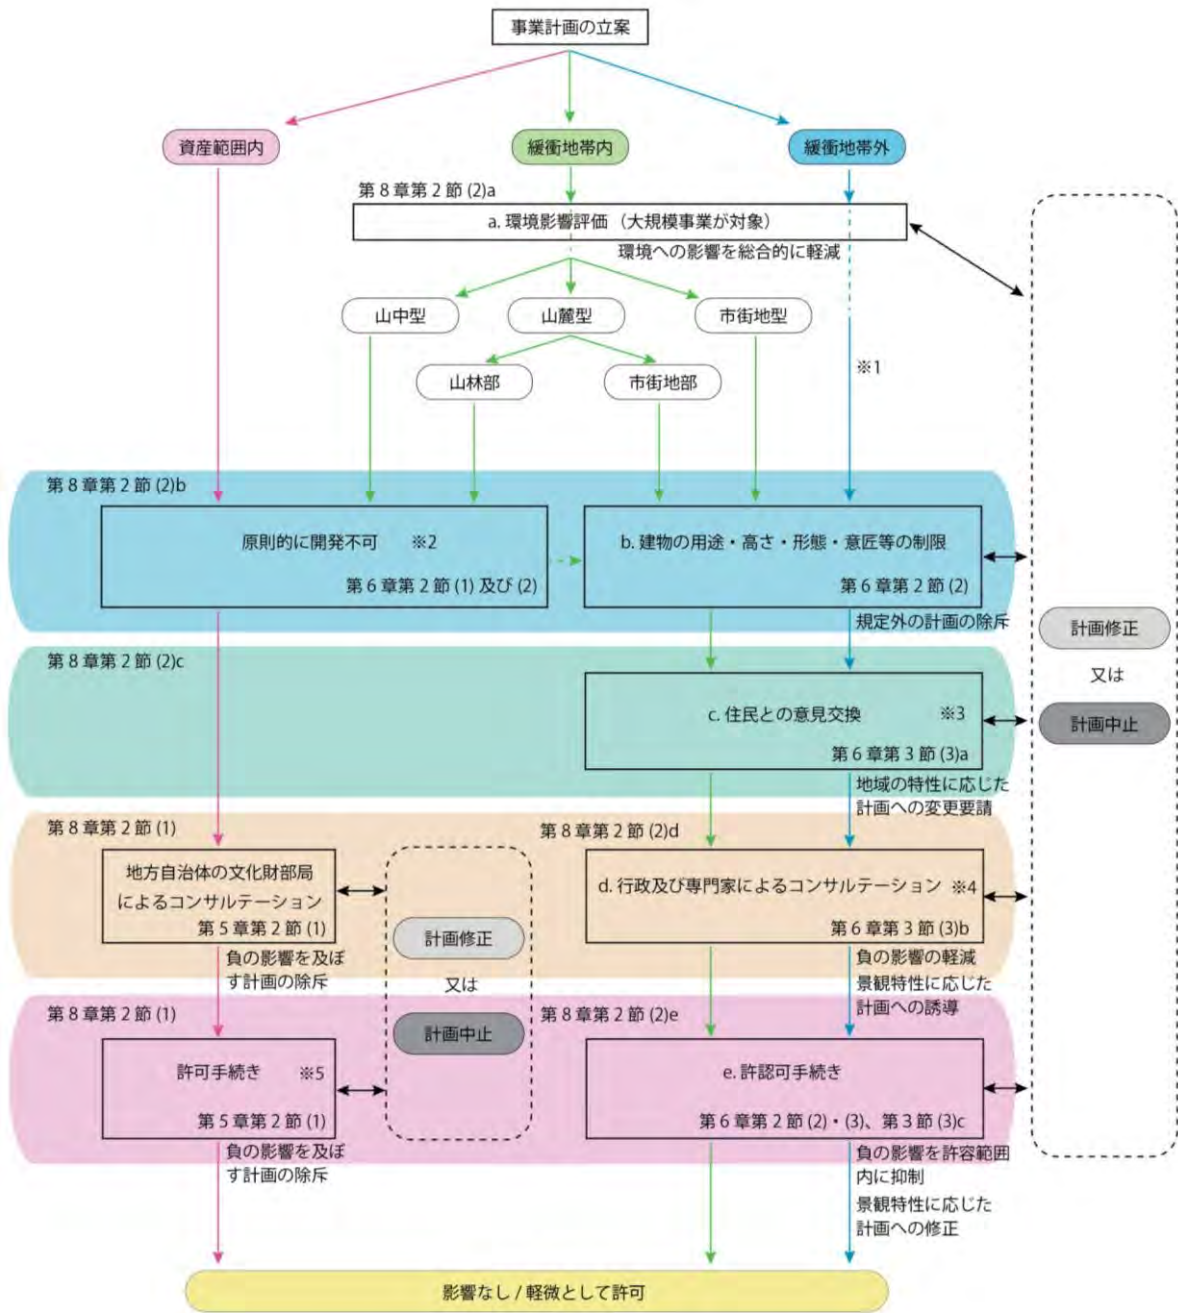 事業計画の立案
資産範囲内
緩衝地帯内
緩衝地帯外
第8章第2節(2)a
a. 環境影響評価（大規模事業が対象）
環境への影響を総合的に軽減
山中型
山麓型
市街地型
山林部
市街地部
※1
第8章第2節(2)b
原則的に開発不可　※2
第6章第2節(1)及び(2)
b. 建物の用途・高さ・形態・意匠等の制限
第6章第2節(2)
規定外の計画の除斥
計画修正
又は
計画中止
第8章第2節(2)c
c. 住民との意見交換　※3
第6章第3節(3)a
地域の特性に応じた
計画への変更要請
第8章第2節(1)
地方自治体の文化財部局
によるコンサルテーション
第5章第2節(1)
負の影響を及ぼ
す計画の除斥
計画修正
又は
計画中止
第8章第2節(2)d
d. 行政及び専門家によるコンサルテーション　※4
第6章第3節(3)b
負の影響の軽減
景観特性に応じた
計画への誘導
第8章第2節(1)
許可手続き　※5
第5章第2節(1)
負の影響を及ぼ
す計画の除斥
第8章第2節(2)e
e. 許認可手続き
第6章第2節(2)・(3)、第3節(3)c
負の影響を許容範囲
内に抑制
景観特性に応じた
計画への修正
影響なし / 軽微として許可